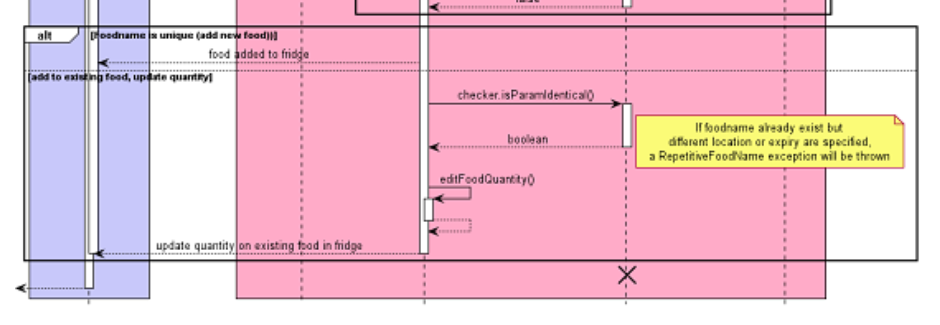 false
alt
[Foodname is unique (add new food))]
food added to fridge
[add to existing food, update quantity]
checker.isParamIdentical()
If foodname already exist but
different location or expiry are specified,
a RepetitiveFoodName exception will be thrown
boolean
editFoodQuantity()
update quantity on existing food in fridge